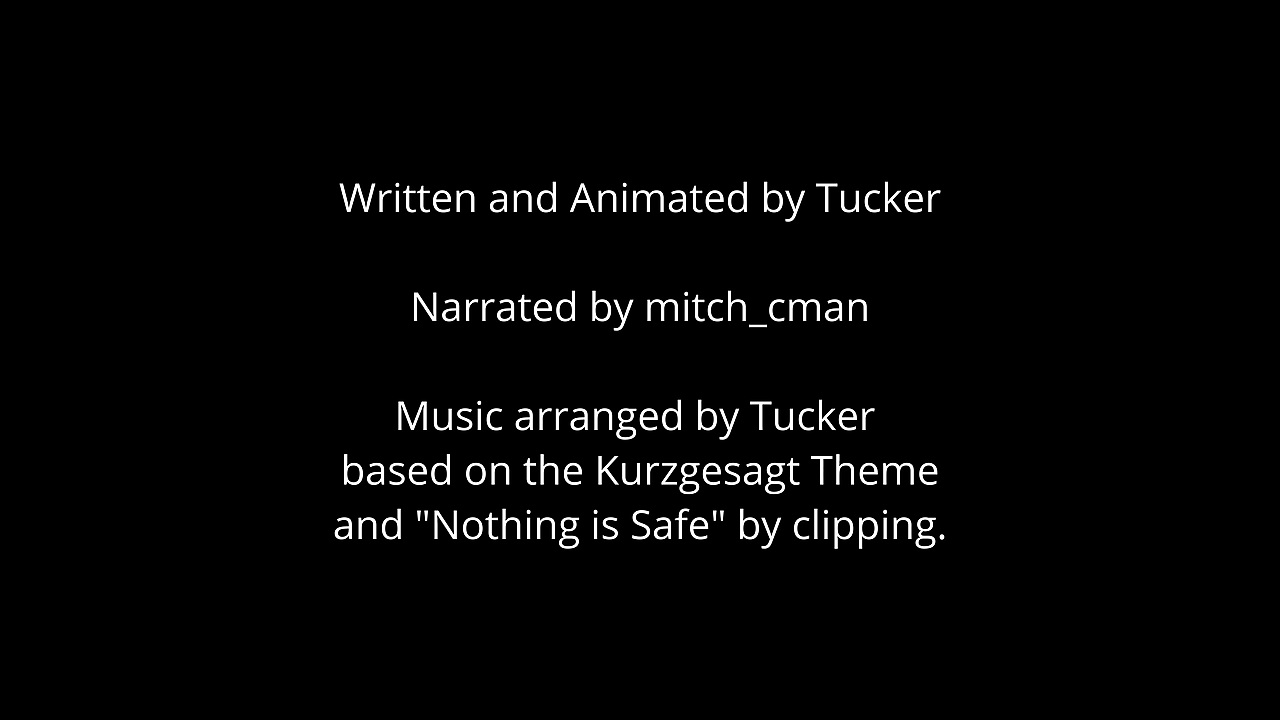 Written and Animated by Tucker
Narrated by mitch_cman
Music arranged by Tucker
based on the Kurzgesagt Theme
and "Nothing is Safe" by clipping.